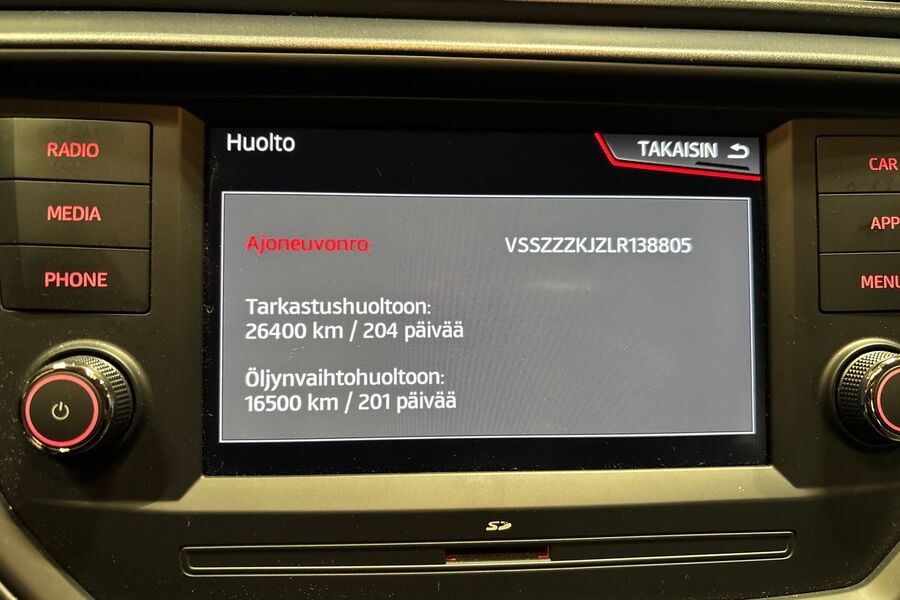 Huolto
TAKAISIN
RADIO
MEDIA
PHONE
CAR
APP
MENU
Ajoneuvonro VSSZZZKJZLR138805
Tarkastushuoltoon:
26400 km / 204 päivää
Öljynvaihtohuoltoon:
16500 km / 201 päivää
SD